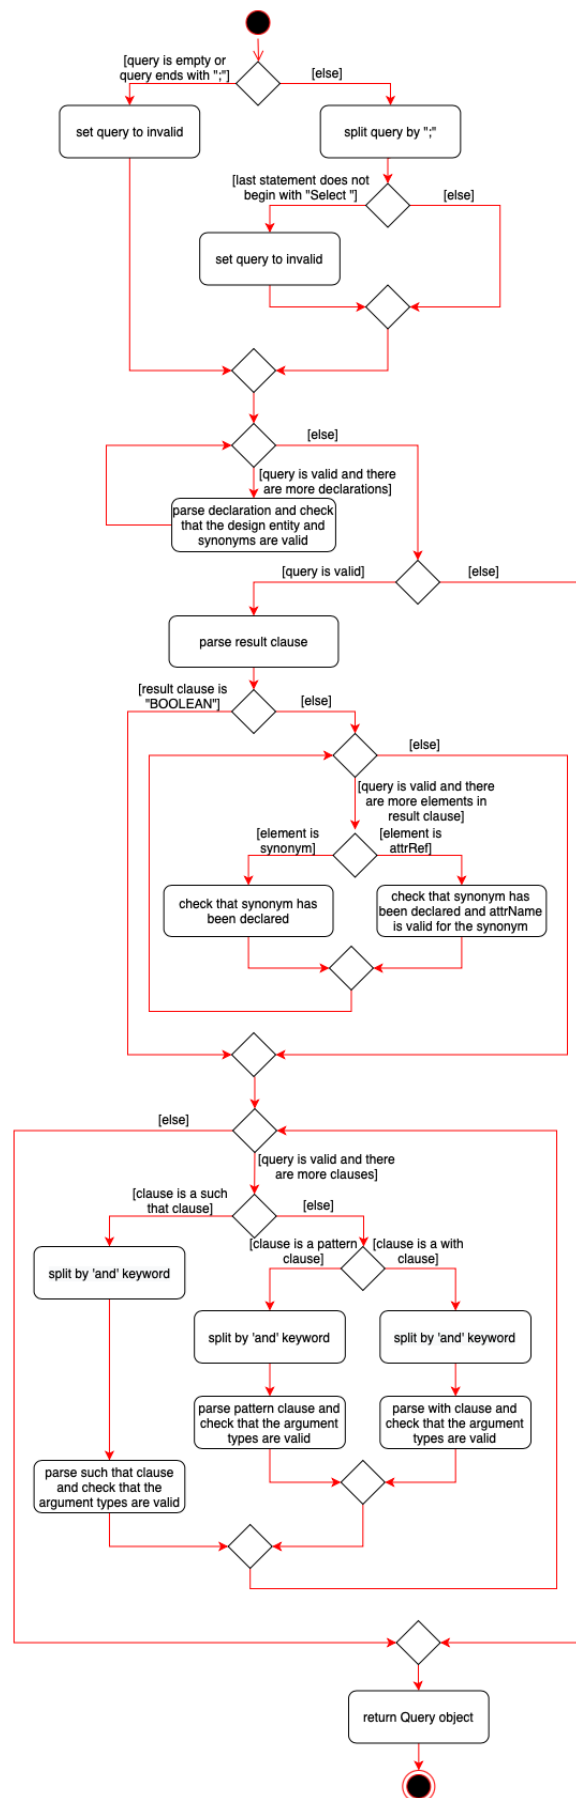 [query is empty or
query ends with ";"]
[else]
set query to invalid
split query by ";"
[last statement does not
begin with "Select "]
[else]
set query to invalid
[else]
[query is valid and there
are more declarations]
parse declaration and check
that the design entity and
synonyms are valid
[query is valid]
[else]
parse result clause
[result clause is
"BOOLEAN"]
[else]
[else]
[query is valid and there
are more elements in
result clause]
[element is
synonym]
[element is
attrRef]
check that synonym has
been declared
check that synonym has
been declared and attrName
is valid for the synonym
[else]
[query is valid and there
are more clauses]
[clause is a such
that clause]
[else]
[clause is a pattern
clause]
[clause is a with
clause]
split by 'and' keyword
split by 'and' keyword
split by 'and' keyword
parse pattern clause and
check that the argument
types are valid
parse with clause and
check that the argument
types are valid
parse such that clause
and check that the
argument types are valid
return Query object